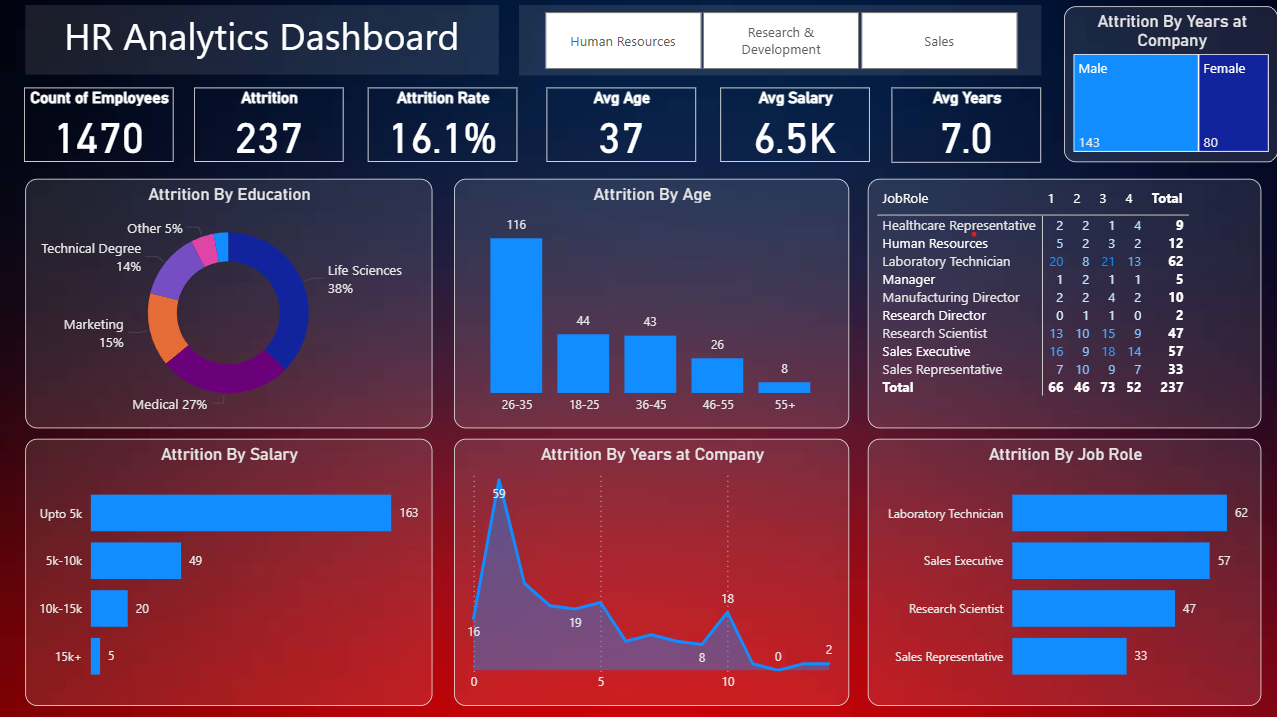 HR Analytics Dashboard
Human Resources
Research &
Development
Sales
Attrition By Years at
Company
Male
Female
143
80
Count of Employees
1470
Attrition
237
Attrition Rate
16.1%
Avg Age
37
Avg Salary
6.5K
Avg Years
7.0
Attrition By Education
Other 5%
Technical Degree
14%
Life Sciences
38%
Marketing
15%
Medical 27%
Attrition By Age
116
44
43
26
8
26-35
18-25
36-45
46-55
55+
JobRole 1 2 3 4 Total
Healthcare Representative 2 2 1 4 9
Human Resources 5 2 3 2 12
Laboratory Technician 20 8 21 13 62
Manager 1 2 1 1 5
Manufacturing Director 2 2 4 2 10
Research Director 0 1 1 0 2
Research Scientist 13 10 15 9 47
Sales Executive 16 9 18 14 57
Sales Representative 7 10 9 7 33
Total 66 46 73 52 237
Attrition By Salary
Upto 5k 163
5k-10k 49
10k-15k 20
15k+ 5
Attrition By Years at Company
59
16
19
8
18
0
2
0
5
10
Attrition By Job Role
Laboratory Technician 62
Sales Executive 57
Research Scientist 47
Sales Representative 33